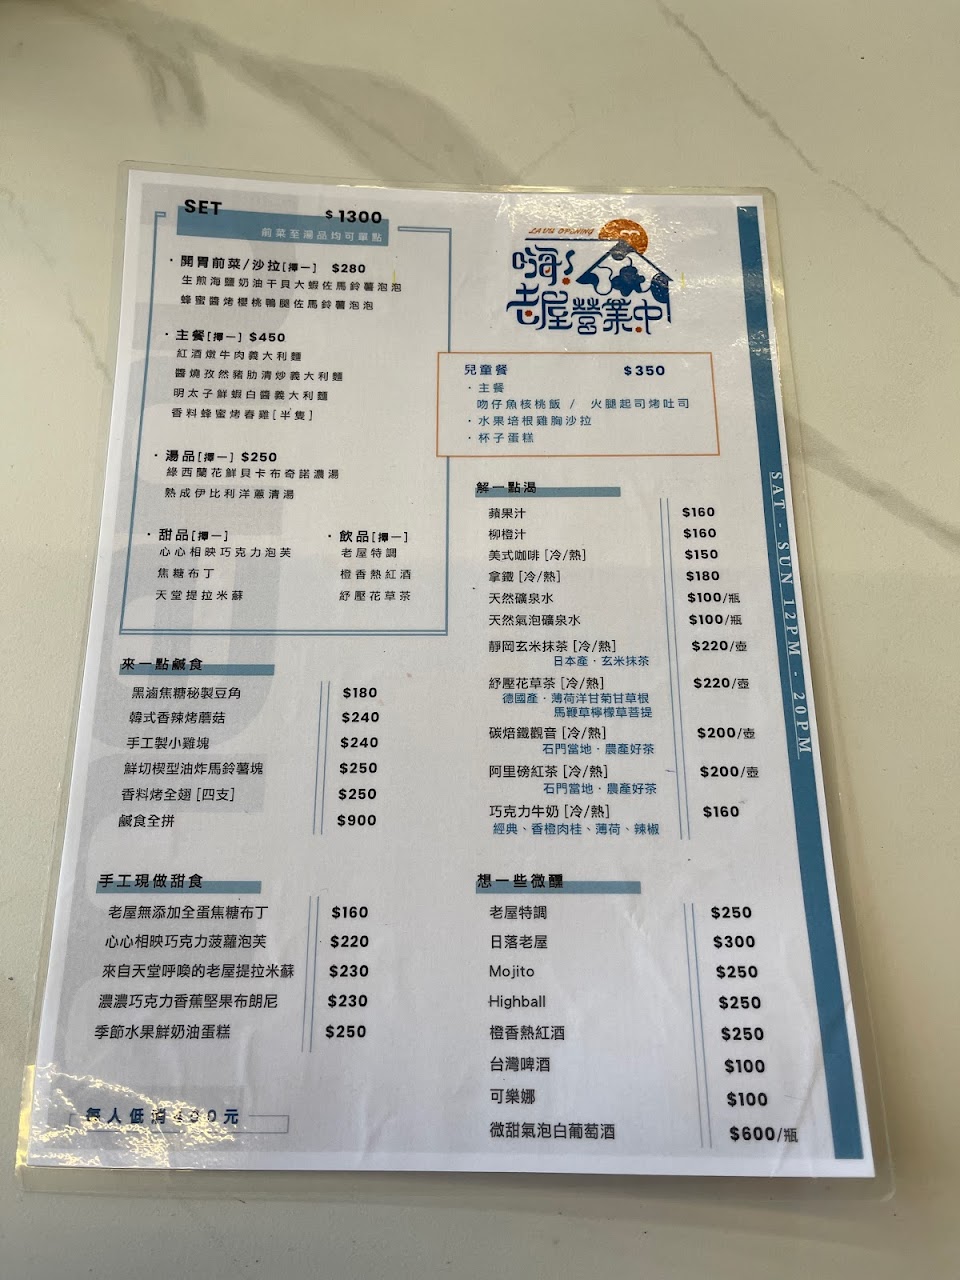 SET $1300
前菜至湯品均可單點
・開胃前菜/沙拉[擇一] $280
生煎海鹽奶油干貝大蝦佐馬鈴薯泡泡
蜂蜜醬烤櫻桃鴨腿佐馬鈴薯泡泡
・主餐[擇一] $450
紅酒燉牛肉義大利麵
醬燒孜然豬肋清炒義大利麵
明太子鮮蝦白醬義大利麵
香料蜂蜜烤春雞[半隻]
・湯品[擇一] $250
綠西蘭花鮮貝卡布奇諾濃湯
熟成伊比利洋蔥清湯
・甜品[擇一]
心心相映巧克力泡芙
焦糖布丁
天堂提拉米蘇
・飲品[擇一]
老屋特調
橙香熱紅酒
紓壓花草茶
來一點鹹食
黑滷焦糖秘製豆角 $180
韓式香辣烤蘑菇 $240
手工製小雞塊 $240
鮮切楔型油炸馬鈴薯塊 $250
香料烤全翅 [四支] $250
鹹食全拼 $900
手工現做甜食
老屋無添加全蛋焦糖布丁 $160
心心相映巧克力菠蘿泡芙 $220
來自天堂呼喚的老屋提拉米蘇 $230
濃濃巧克力香蕉堅果布朗尼 $230
季節水果鮮奶油蛋糕 $250
每人低消400元
LAUU OPENING
嗨!
老屋營業中
兒童餐 $350
・主餐
吻仔魚核桃飯 / 火腿起司烤吐司
・水果培根雞胸沙拉
・杯子蛋糕
解一點渴
蘋果汁 $160
柳橙汁 $160
美式咖啡 [冷/熱] $150
拿鐵 [冷/熱] $180
天然礦泉水 $100/瓶
天然氣泡礦泉水 $100/瓶
靜岡玄米抹茶 [冷/熱] $220/壺
日本產・玄米抹茶
紓壓花草茶 [冷/熱] $220/壺
德國產・薄荷洋甘菊甘草根
馬鞭草檸檬草菩提
碳焙鐵觀音 [冷/熱] $200/壺
石門當地・農產好茶
阿里磅紅茶 [冷/熱] $200/壺
石門當地・農產好茶
巧克力牛奶 [冷/熱] $160
經典、香橙肉桂、薄荷、辣椒
想一些微醺
老屋特調 $250
日落老屋 $300
Mojito $250
Highball $250
橙香熱紅酒 $250
台灣啤酒 $100
可樂娜 $100
微甜氣泡白葡萄酒 $600/瓶
SAT - SUN 12PM - 20PM